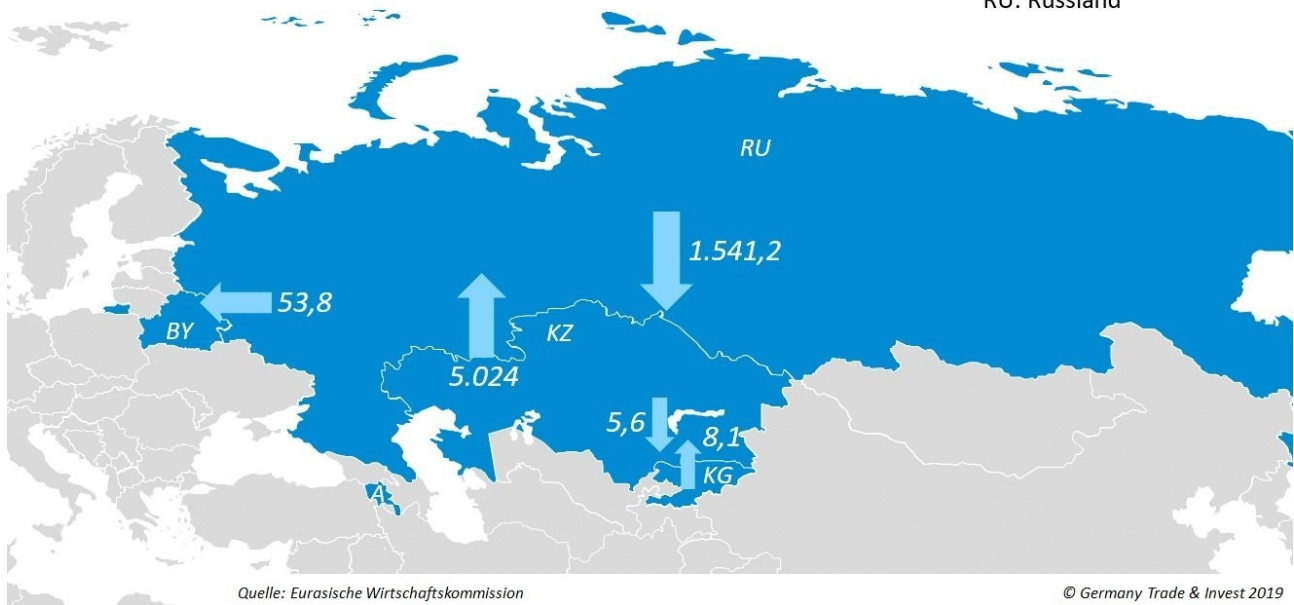 RU: Russland
RU
1.541,2
53,8
BY
KZ
5.024
5,6
8,1
KG
A
Quelle: Eurasische Wirtschaftskommission
© Germany Trade & Invest 2019